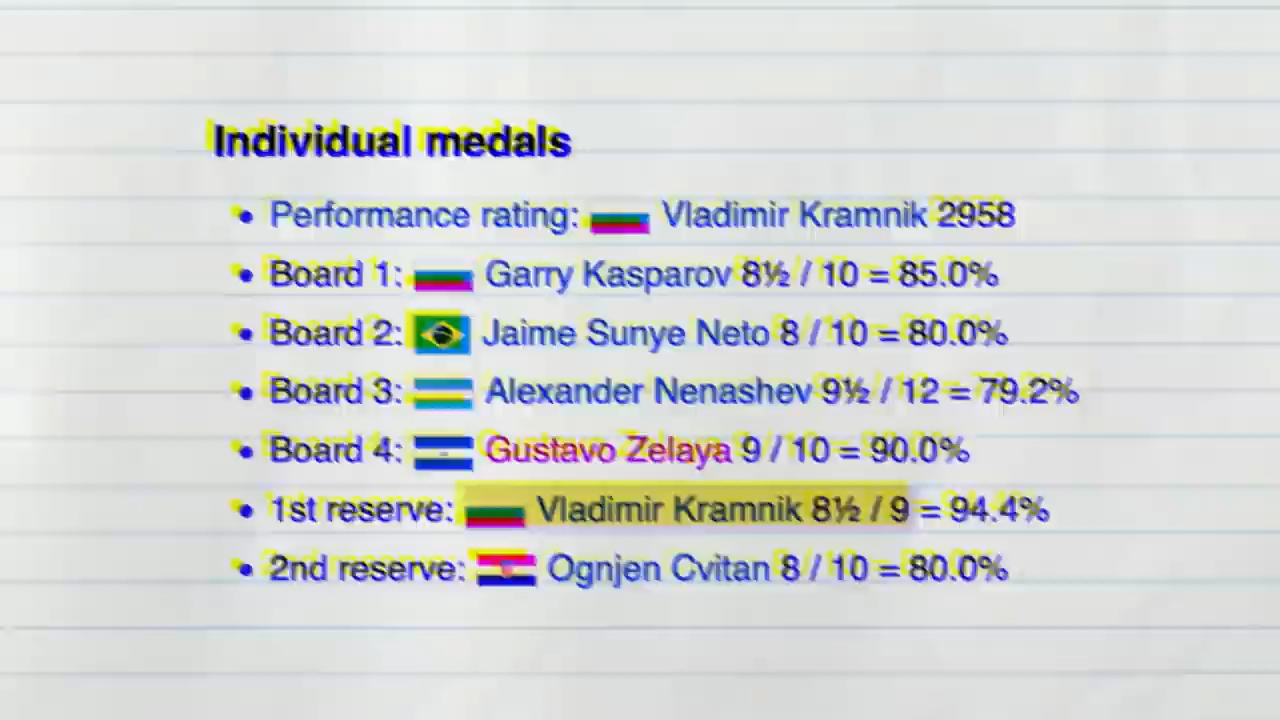 Individual medals
• Performance rating: Vladimir Kramnik 2958
• Board 1: Garry Kasparov 8½ / 10 = 85.0%
• Board 2: Jaime Sunye Neto 8 / 10 = 80.0%
• Board 3: Alexander Nenashev 9½ / 12 = 79.2%
• Board 4: Gustavo Zelaya 9 / 10 = 90.0%
• 1st reserve: Vladimir Kramnik 8½ / 9 = 94.4%
• 2nd reserve: Ognjen Cvitan 8 / 10 = 80.0%